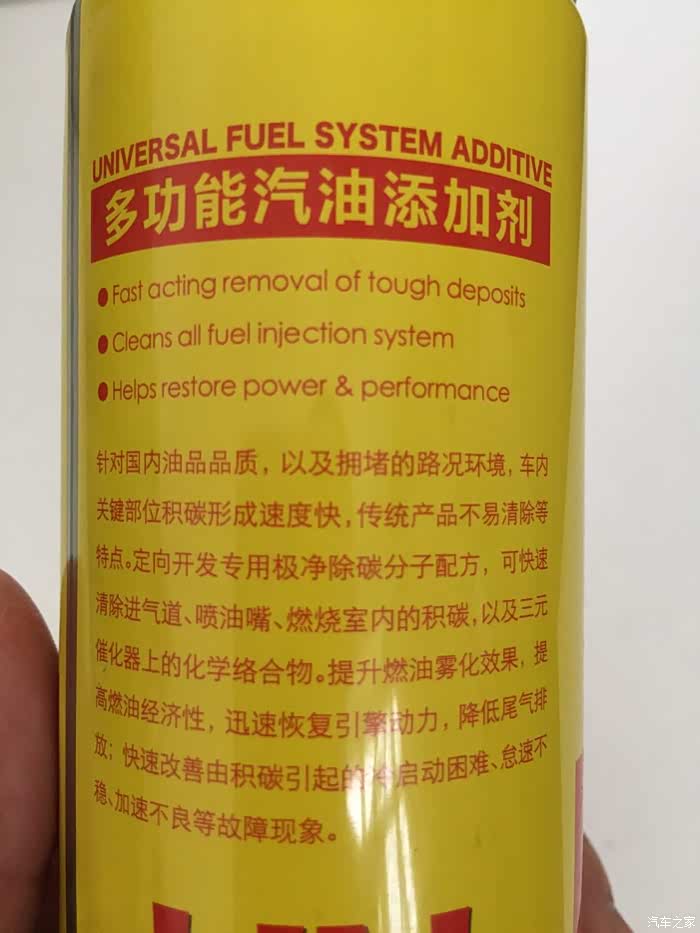 UNIVERSAL FUEL SYSTEM ADDITIVE
多功能汽油添加剂
● Fast acting removal of tough deposits
● Cleans all fuel injection system
● Helps restore power & performance
针对国内油品品质，以及拥堵的路况环境，车内
关键部位积碳形成速度快，传统产品不易清除等
特点。定向开发专用极净除碳分子配方，可快速
清除进气道、喷油嘴、燃烧室内的积碳，以及三元
催化器上的化学络合物。提升燃油雾化效果，提
高燃油经济性，迅速恢复引擎动力，降低尾气排
放；快速改善由积碳引起的冷启动困难、怠速不
稳、加速不良等故障现象。
汽车之家